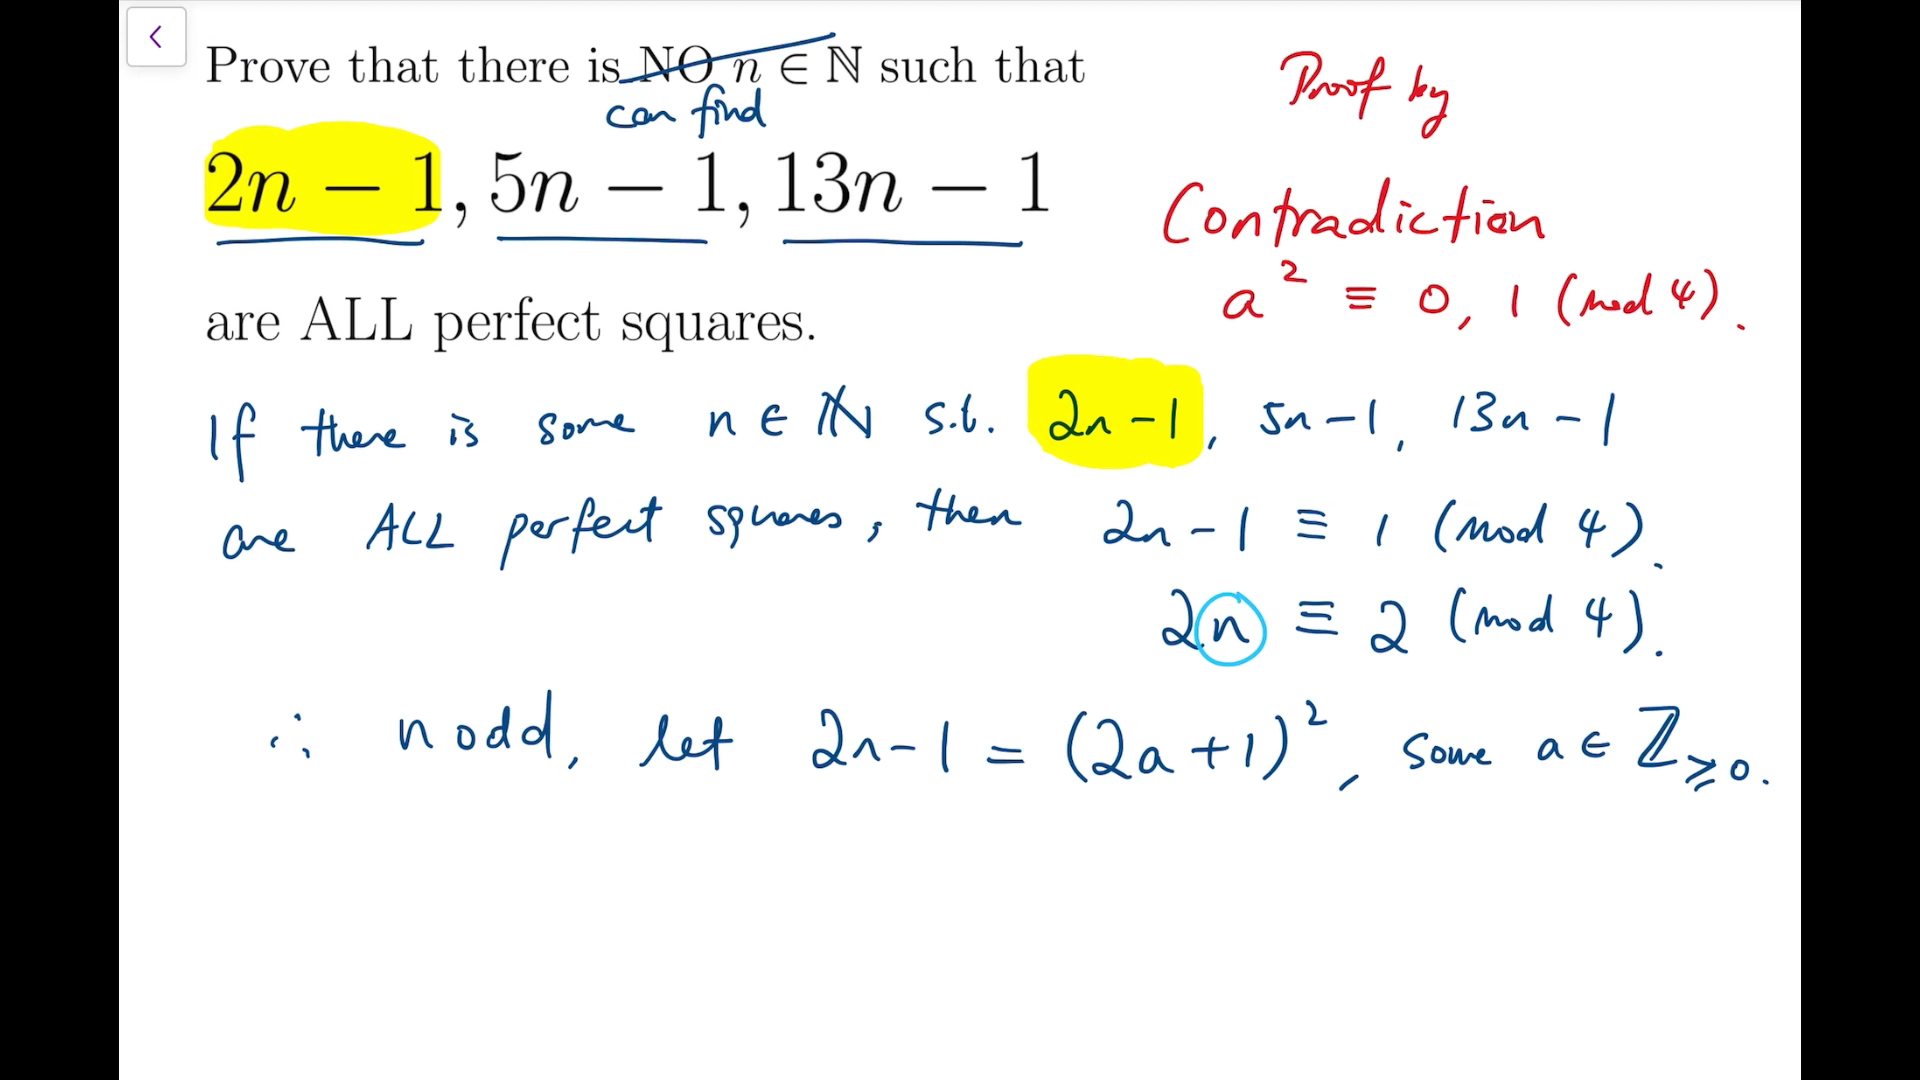 Prove that there is NO n ∈ ℕ such that
can find
2n − 1, 5n − 1, 13n − 1
are ALL perfect squares.
Proof by
Contradiction
a² ≡ 0, 1 (mod 4).
If there is some n ∈ ℕ s.t. 2n − 1, 5n − 1, 13n − 1
are ALL perfect squares, then 2n − 1 ≡ 1 (mod 4).
2n ≡ 2 (mod 4).
∴ n odd, let 2n − 1 = (2a + 1)², some a ∈ ℤ≥0.